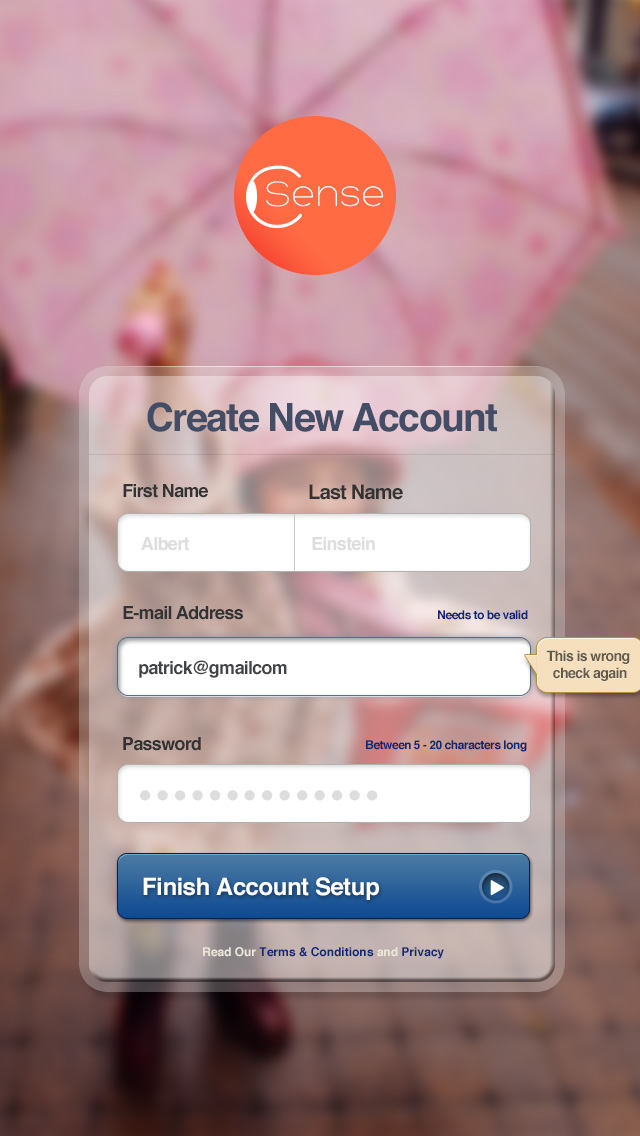 Sense
Create New Account
First Name Last Name
Albert Einstein
E-mail Address Needs to be valid
patrick@gmailcom
This is wrong
check again
Password Between 5 - 20 characters long
Finish Account Setup
Read Our Terms & Conditions and Privacy